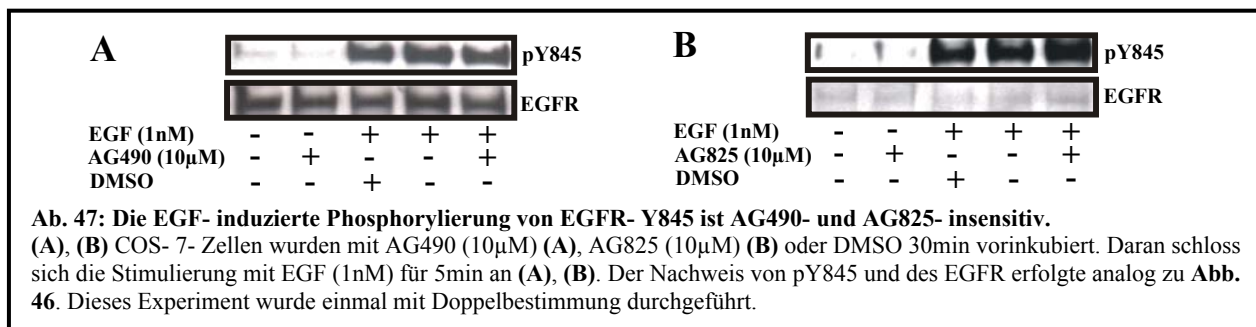 A
pY845
EGFR
EGF (1nM) - - + + +
AG490 (10µM) - + - - +
DMSO - - + - -
B
pY845
EGFR
EGF (1nM) - - + + +
AG825 (10µM) - + - - +
DMSO - - + - -
Ab. 47: Die EGF- induzierte Phosphorylierung von EGFR- Y845 ist AG490- und AG825- insensitiv.
(A), (B) COS- 7- Zellen wurden mit AG490 (10µM) (A), AG825 (10µM) (B) oder DMSO 30min vorinkubiert. Daran schloss
sich die Stimulierung mit EGF (1nM) für 5min an (A), (B). Der Nachweis von pY845 und des EGFR erfolgte analog zu Abb.
46. Dieses Experiment wurde einmal mit Doppelbestimmung durchgeführt.